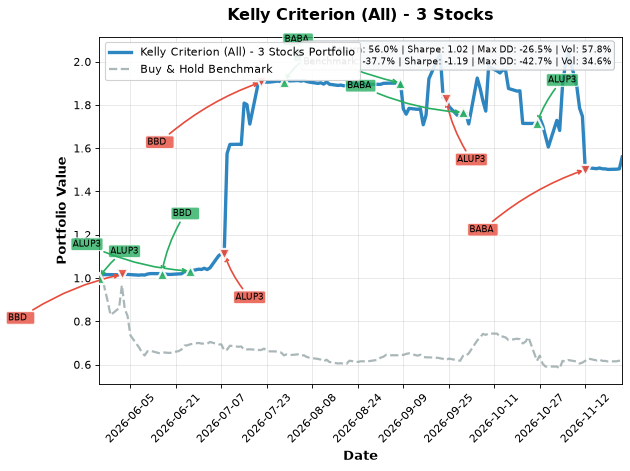 Kelly Criterion (All) - 3 Stocks
BABA
Kelly Criterion (All) - 3 Stocks Portfolio
: 56.0% | Sharpe: 1.02 | Max DD: -26.5% | Vol: 57.8%
Buy & Hold Benchmark
-37.7% | Sharpe: -1.19 | Max DD: -42.7% | Vol: 34.6%
BABA
ALUP3
BBD
ALUP3
BBD
BABA
ALUP3
ALUP3
ALUP3
BBD
Portfolio Value
2.0
1.8
1.6
1.4
1.2
1.0
0.8
0.6
2026-06-05
2026-06-21
2026-07-07
2026-07-23
2026-08-08
2026-08-24
2026-09-09
2026-09-25
2026-10-11
2026-10-27
2026-11-12
Date